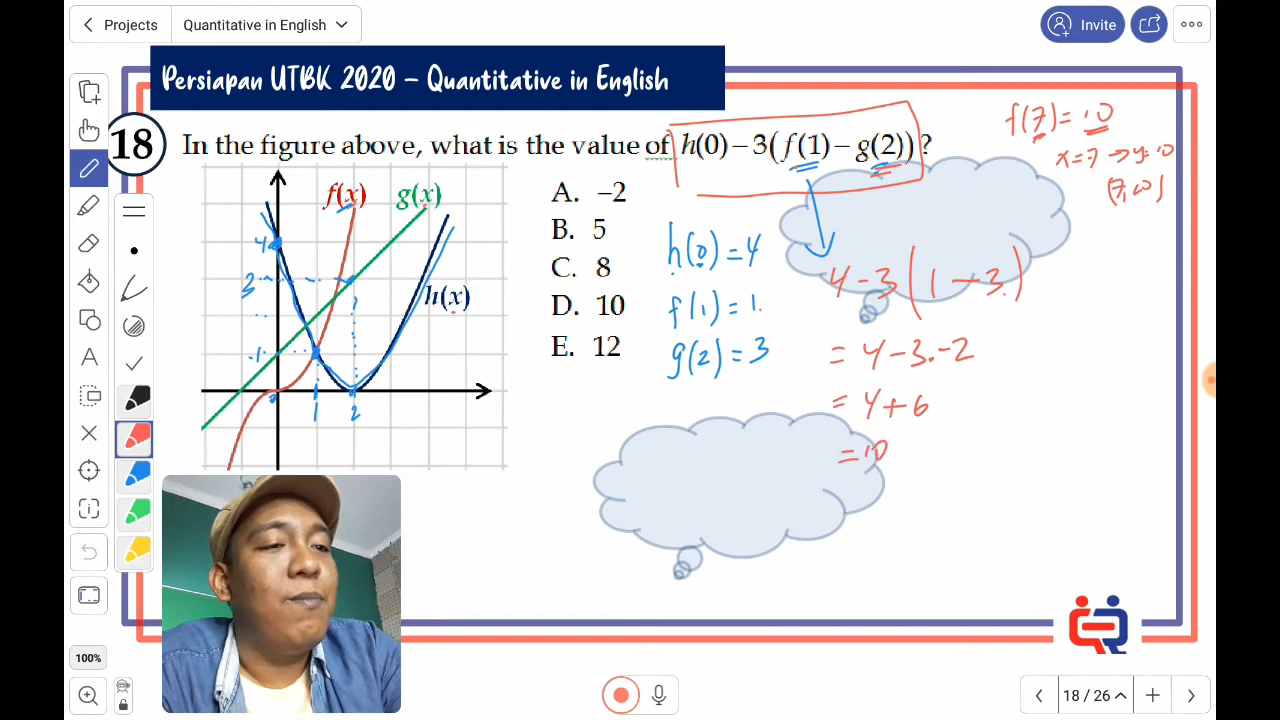 Projects
Quantitative in English
Invite
Persiapan UTBK 2020 – Quantitative in English
18
In the figure above, what is the value of h(0) – 3(f(1) – g(2))?
f(7) = 10
x = 7 → y = 10
(7, 10)
f(x)
g(x)
h(x)
4
3
1
1
2
A. –2
B. 5
C. 8
D. 10
E. 12
h(0) = 4
f(1) = 1.
g(2) = 3
4 – 3 (1 – 3)
= 4 – 3. –2
= 4 + 6
= 10
100%
18 / 26